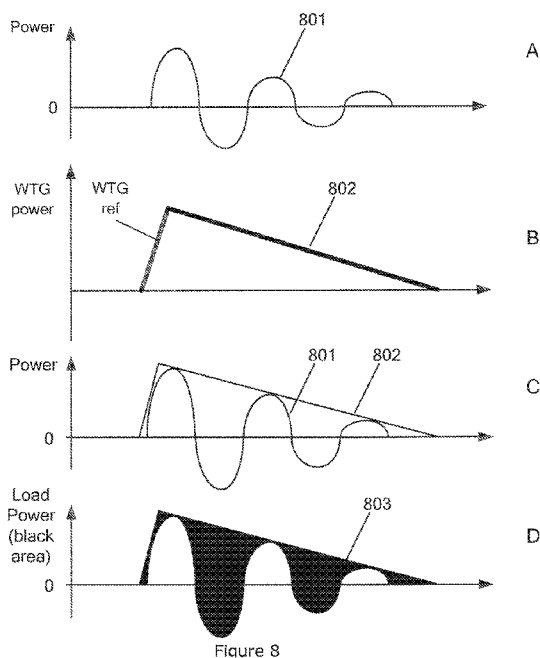 Power
801
A
0
WTG
power
WTG
ref
802
B
Power
801
802
C
0
Load
Power
(black
area)
803
D
0
Figure 8